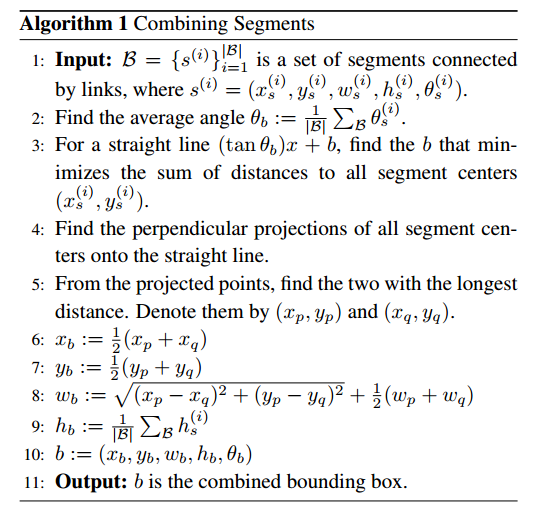 Algorithm 1 Combining Segments
1: Input: $\mathcal{B} = \{s^{(i)}\}_{i=1}^{|\mathcal{B}|}$ is a set of segments connected
by links, where $s^{(i)} = (x_s^{(i)}, y_s^{(i)}, w_s^{(i)}, h_s^{(i)}, \theta_s^{(i)})$.
2: Find the average angle $\theta_b := \frac{1}{|\mathcal{B}|} \sum_{\mathcal{B}} \theta_s^{(i)}$.
3: For a straight line $(\tan \theta_b)x + b$, find the $b$ that min-
imizes the sum of distances to all segment centers
$(x_s^{(i)}, y_s^{(i)})$.
4: Find the perpendicular projections of all segment cen-
ters onto the straight line.
5: From the projected points, find the two with the longest
distance. Denote them by $(x_p, y_p)$ and $(x_q, y_q)$.
6: $x_b := \frac{1}{2}(x_p + x_q)$
7: $y_b := \frac{1}{2}(y_p + y_q)$
8: $w_b := \sqrt{(x_p - x_q)^2 + (y_p - y_q)^2} + \frac{1}{2}(w_p + w_q)$
9: $h_b := \frac{1}{|\mathcal{B}|} \sum_{\mathcal{B}} h_s^{(i)}$
10: $b := (x_b, y_b, w_b, h_b, \theta_b)$
11: Output: $b$ is the combined bounding box.